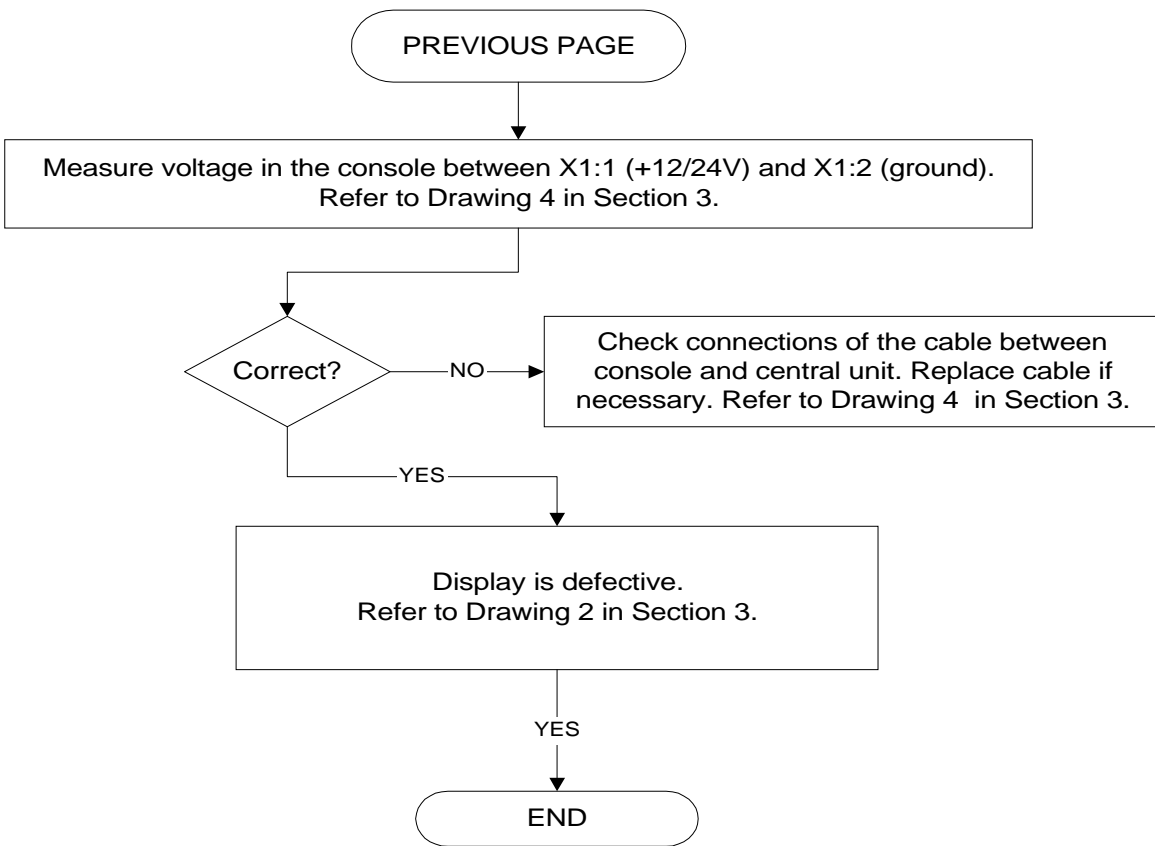 PREVIOUS PAGE
Measure voltage in the console between X1:1 (+12/24V) and X1:2 (ground).
Refer to Drawing 4 in Section 3.
Correct?
NO
Check connections of the cable between
console and central unit. Replace cable if
necessary. Refer to Drawing 4  in Section 3.
YES
Display is defective.
Refer to Drawing 2 in Section 3.
YES
END